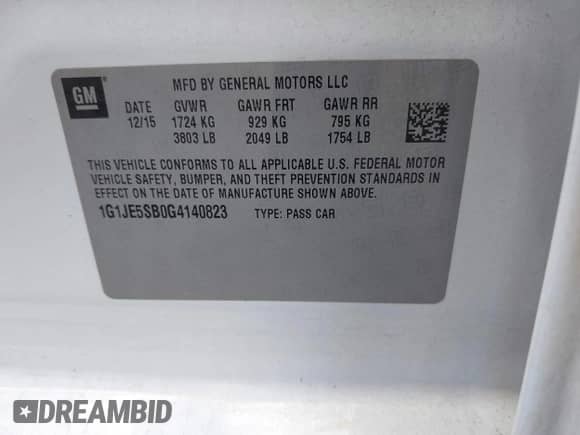 GM ®
MFD BY GENERAL MOTORS LLC
DATE GVWR GAWR FRT GAWR RR
12/15 1724 KG 929 KG 795 KG
3803 LB 2049 LB 1754 LB
THIS VEHICLE CONFORMS TO ALL APPLICABLE U.S. FEDERAL MOTOR
VEHICLE SAFETY, BUMPER, AND THEFT PREVENTION STANDARDS IN
EFFECT ON THE DATE OF MANUFACTURE SHOWN ABOVE.
1G1JE5SB0G4140823 TYPE: PASS CAR
DREAMBID